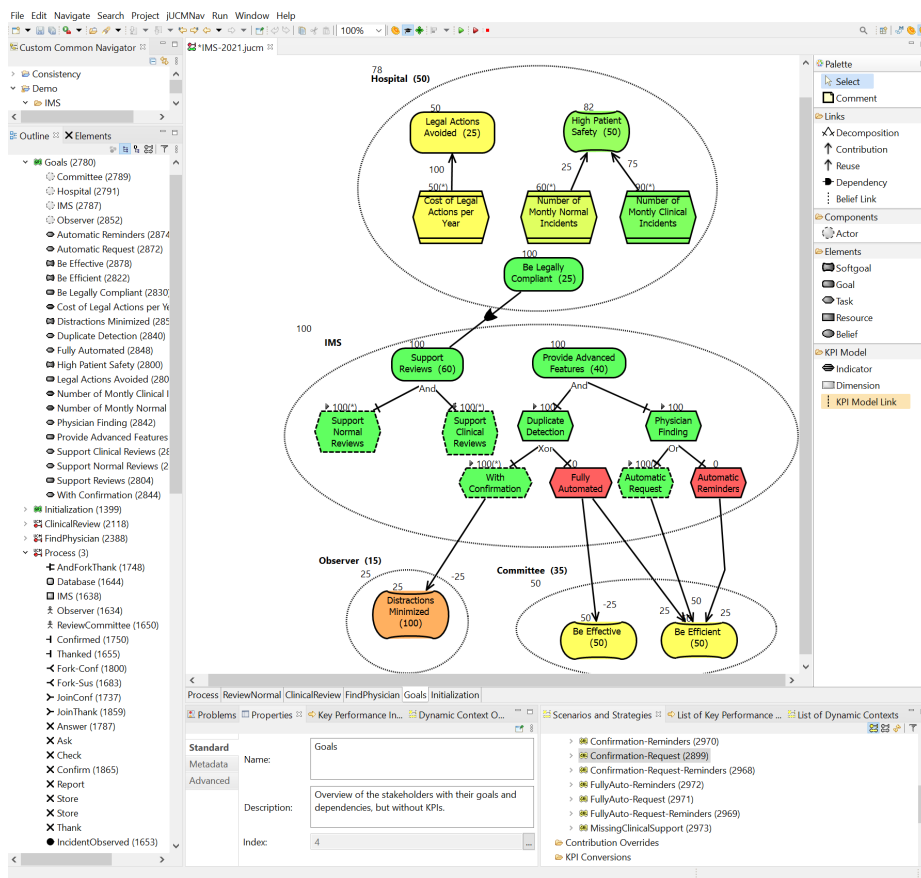 File Edit Navigate Search Project jUCMNav Run Window Help
100%
Custom Common Navigator
*IMS-2021.jucm
Consistency
Demo
IMS
Outline Elements
Goals (2780)
Committee (2789)
Hospital (2791)
IMS (2787)
Observer (2852)
Automatic Reminders (2874
Automatic Request (2872)
Be Effective (2878)
Be Efficient (2822)
Be Legally Compliant (2830)
Cost of Legal Actions per Ye
Distractions Minimized (285
Duplicate Detection (2840)
Fully Automated (2848)
High Patient Safety (2800)
Legal Actions Avoided (280
Number of Montly Clinical I
Number of Montly Normal
Physician Finding (2842)
Provide Advanced Features
Support Clinical Reviews (28
Support Normal Reviews (2
Support Reviews (2804)
With Confirmation (2844)
Initialization (1399)
ClinicalReview (2118)
FindPhysician (2388)
Process (3)
AndForkThank (1748)
Database (1644)
IMS (1638)
Observer (1634)
ReviewCommittee (1650)
Confirmed (1750)
Thanked (1655)
Fork-Conf (1800)
Fork-Sus (1683)
JoinConf (1737)
JoinThank (1859)
Answer (1787)
Ask
Check
Confirm (1865)
Report
Store
Store
Thank
IncidentObserved (1653)
78
Hospital (50)
50
Legal Actions
Avoided (25)
82
High Patient
Safety (50)
100
25
75
50(*)
Cost of Legal
Actions per
Year
60(*)
Number of
Montly Normal
Incidents
90(*)
Number of
Montly Clinical
Incidents
100
Be Legally
Compliant (25)
100
IMS
100
Support
Reviews (60)
100
Provide Advanced
Features (40)
And
And
100(*)
Support
Normal
Reviews
100(*)
Support
Clinical
Reviews
100
Duplicate
Detection
100
Physician
Finding
Xor
Or
100(*)
With
Confirmation
0
Fully
Automated
100(*)
Automatic
Request
0
Automatic
Reminders
Observer (15)
25
25
-25
Distractions
Minimized
(100)
Committee (35)
50
-25
50
Be Effective
(50)
25
50
25
Be Efficient
(50)
Palette
Select
Comment
Links
Decomposition
Contribution
Reuse
Dependency
Belief Link
Components
Actor
Elements
Softgoal
Goal
Task
Resource
Belief
KPI Model
Indicator
Dimension
KPI Model Link
Process ReviewNormal ClinicalReview FindPhysician Goals Initialization
Problems Properties Key Performance In... Dynamic Context O...
Standard
Metadata
Advanced
Name:
Goals
Description:
Overview of the stakeholders with their goals and
dependencies, but without KPIs.
Index:
4
...
Scenarios and Strategies List of Key Performance ... List of Dynamic Contexts
Confirmation-Reminders (2970)
Confirmation-Request (2899)
Confirmation-Request-Reminders (2968)
FullyAuto-Reminders (2972)
FullyAuto-Request (2971)
FullyAuto-Request-Reminders (2969)
MissingClinicalSupport (2973)
Contribution Overrides
KPI Conversions